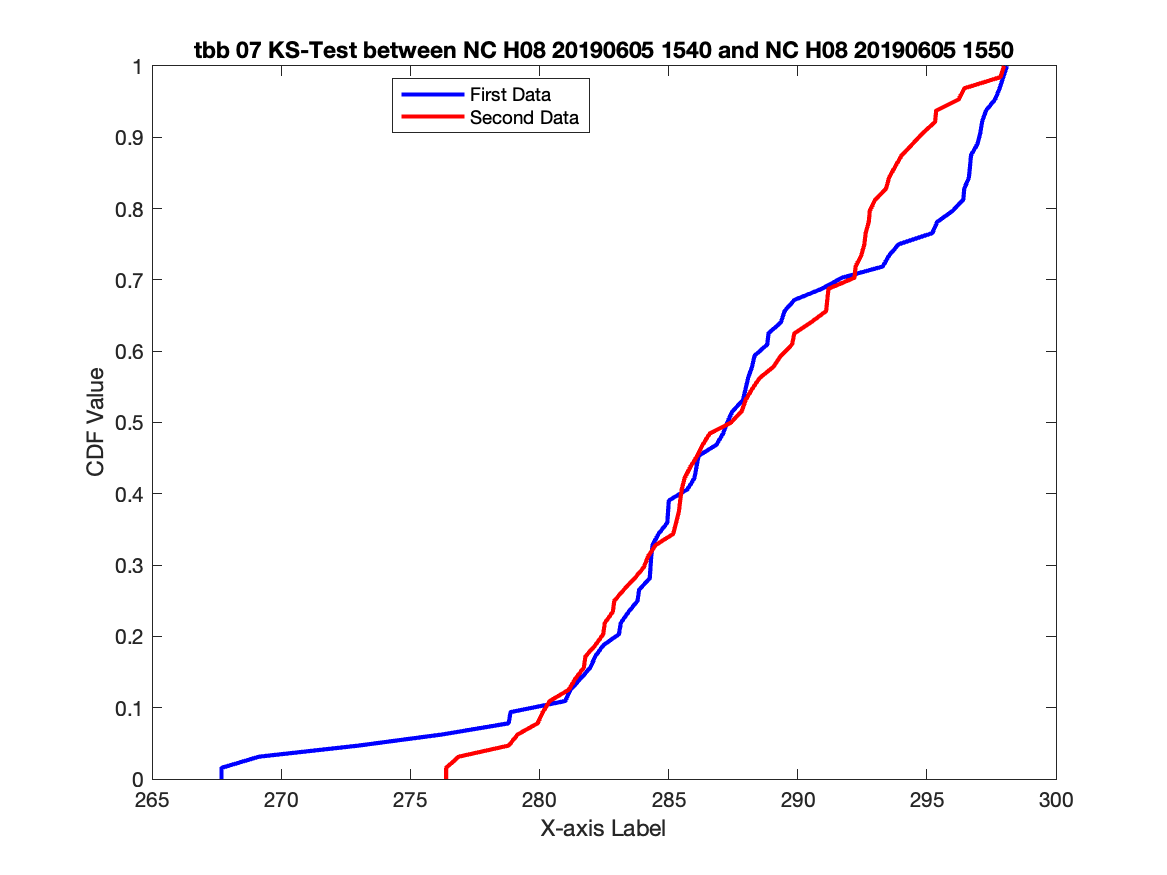 tbb 07 KS-Test between NC H08 20190605 1540 and NC H08 20190605 1550
First Data
Second Data
1
0.9
0.8
0.7
0.6
0.5
0.4
0.3
0.2
0.1
0
CDF Value
265 270 275 280 285 290 295 300
X-axis Label